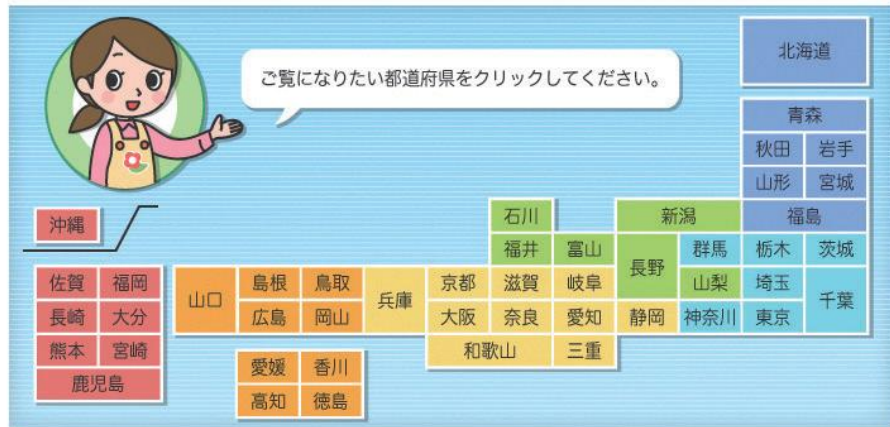 ご覧になりたい都道府県をクリックしてください。
北海道
青森
秋田 岩手
山形 宮城
沖縄 石川 新潟 福島
福井 富山 長野 群馬 栃木 茨城
佐賀 福岡 山口 島根 鳥取 兵庫 京都 滋賀 岐阜 山梨 埼玉 千葉
長崎 大分 広島 岡山 大阪 奈良 愛知 静岡 神奈川 東京
熊本 宮崎 和歌山 三重
鹿児島 愛媛 香川
高知 徳島